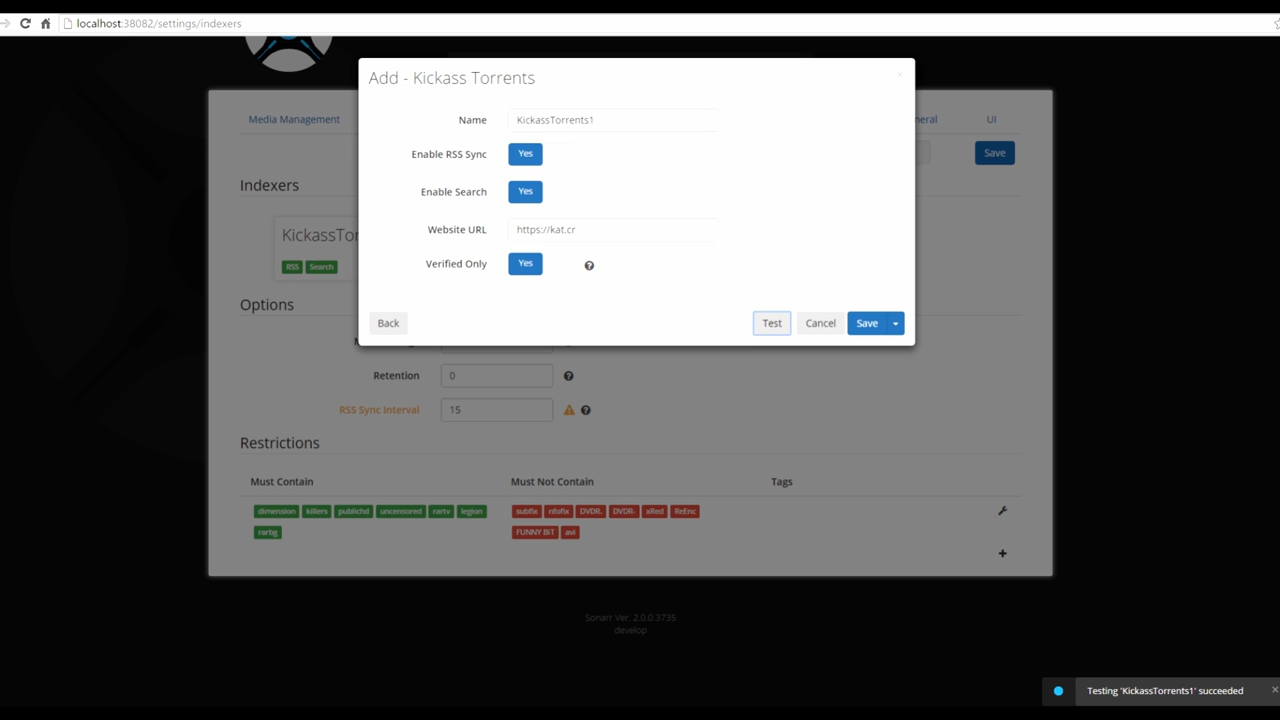 localhost:38082/settings/indexers
Add - Kickass Torrents
Name KickassTorrents1
Media Management neral UI
Enable RSS Sync Yes
Save
Indexers
Enable Search Yes
Website URL https://kat.cr
KickassTor
Verified Only Yes
RSS Search
Options
Back Test Cancel Save
Retention 0
RSS Sync Interval 15
Restrictions
Must Contain Must Not Contain Tags
dimension killers publichd uncensored rartv legion subfix nfofix DVDR. DVDR- xRed ReEnc
rarbg FUNNY BiT avi
Sonarr Ver. 2.0.0.3735
develop
Testing 'KickassTorrents1' succeeded